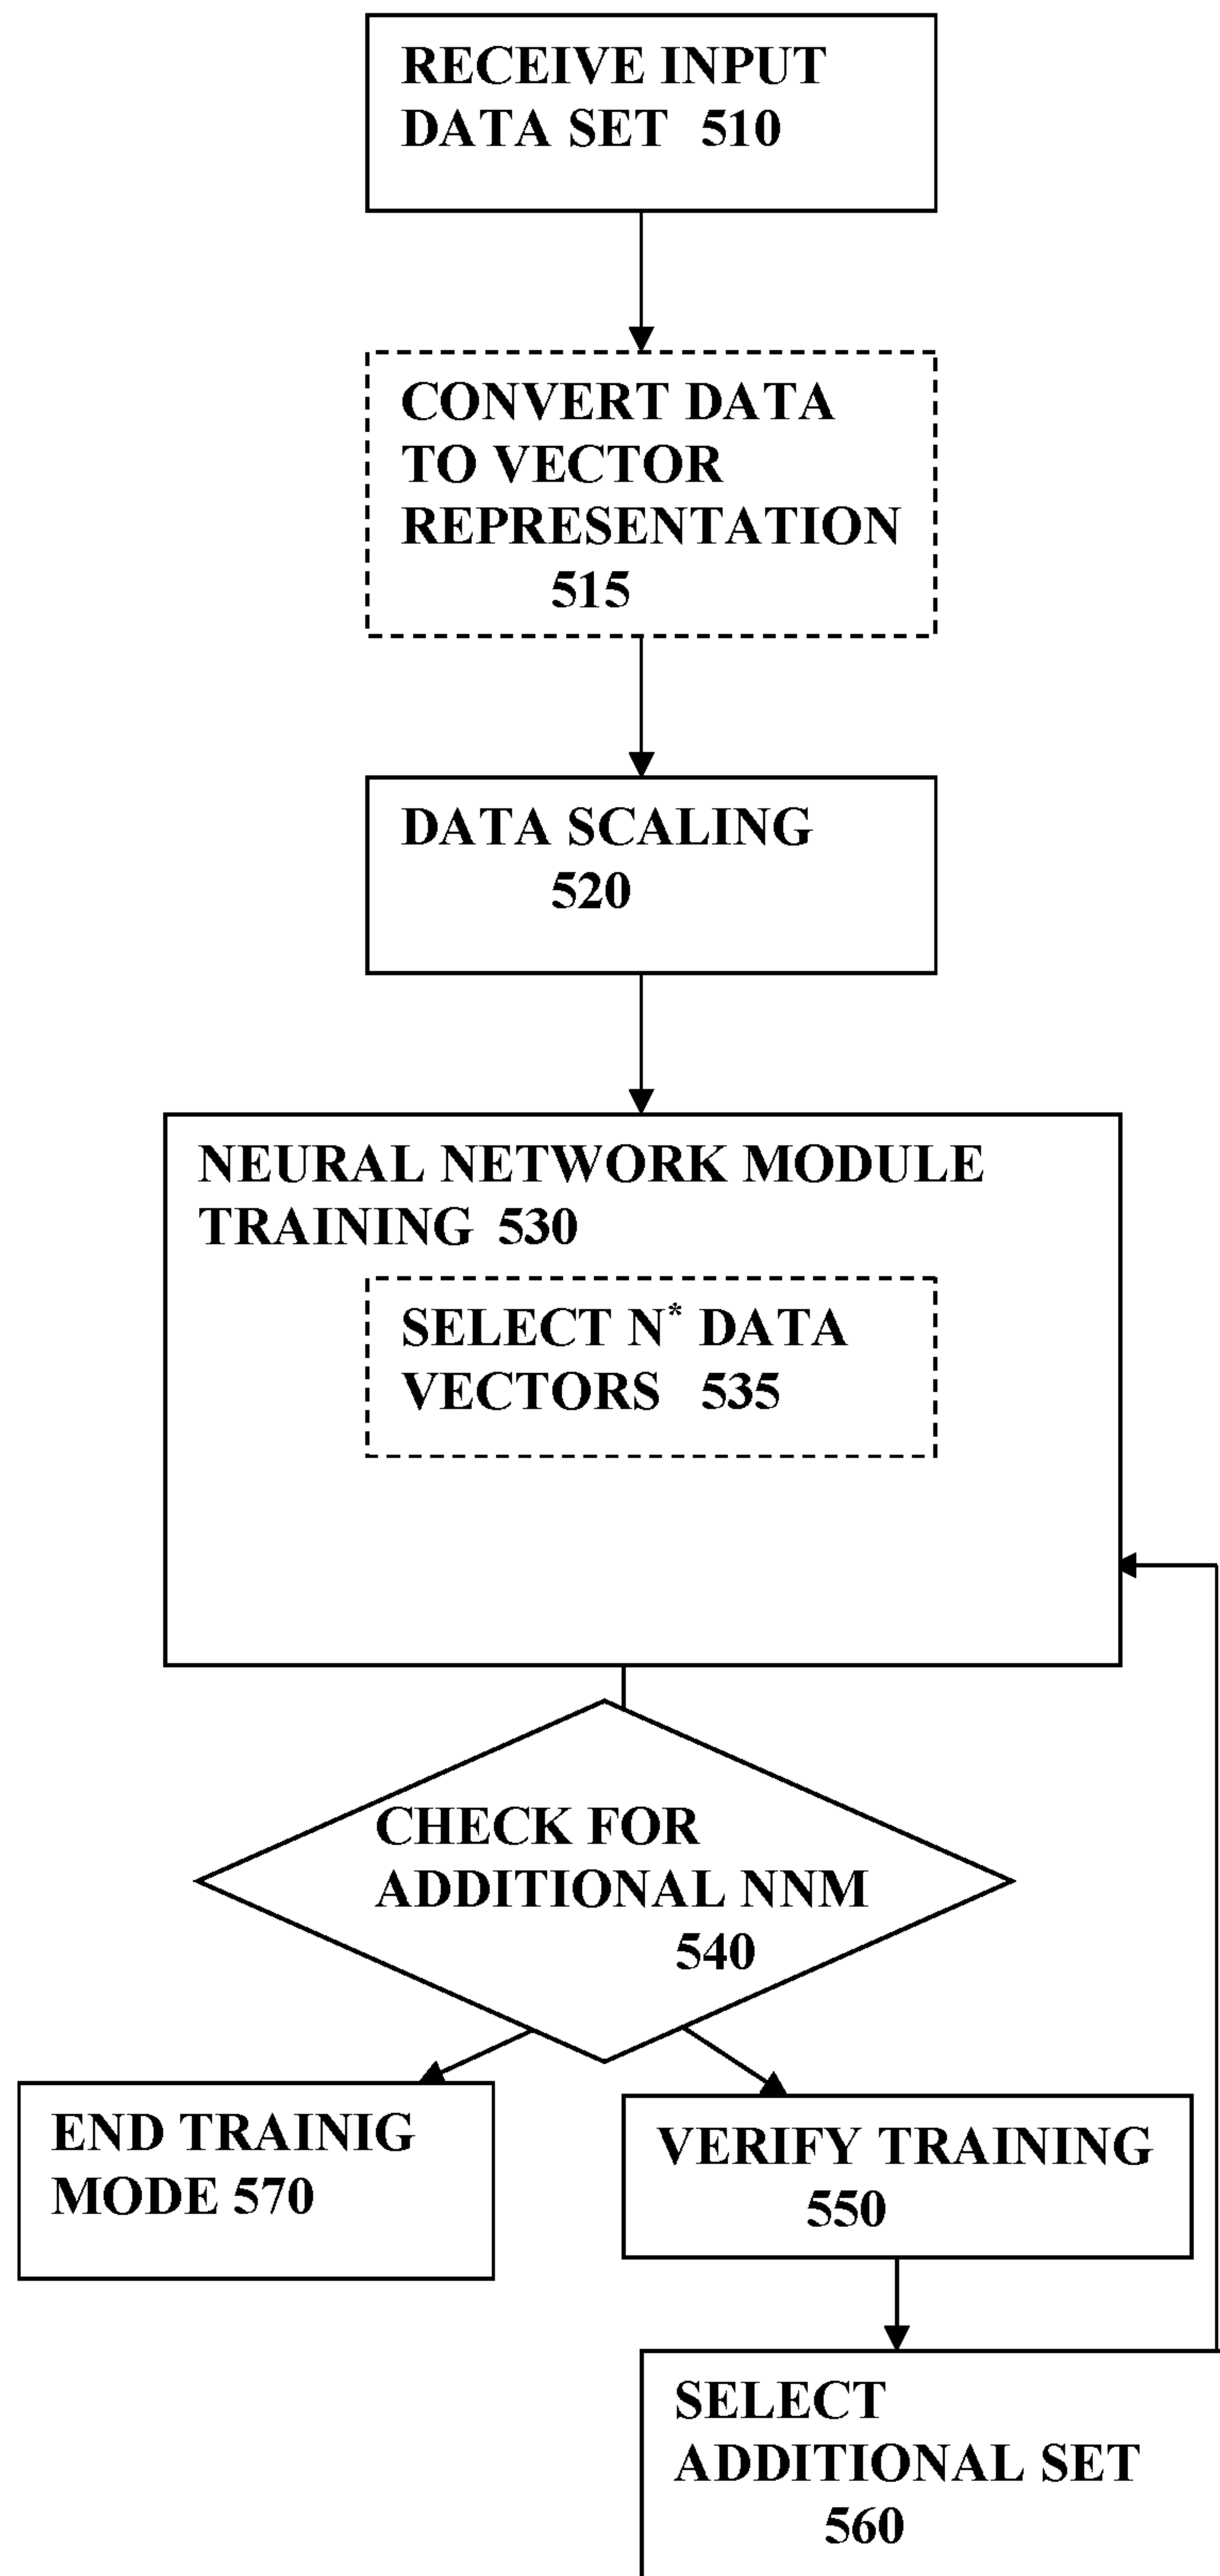 RECEIVE INPUT
DATA SET 510
CONVERT DATA
TO VECTOR
REPRESENTATION
515
DATA SCALING
520
NEURAL NETWORK MODULE
TRAINING 530
SELECT N* DATA
VECTORS 535
CHECK FOR
ADDITIONAL NNM
540
END TRAINIG
MODE 570
VERIFY TRAINING
550
SELECT
ADDITIONAL SET
560